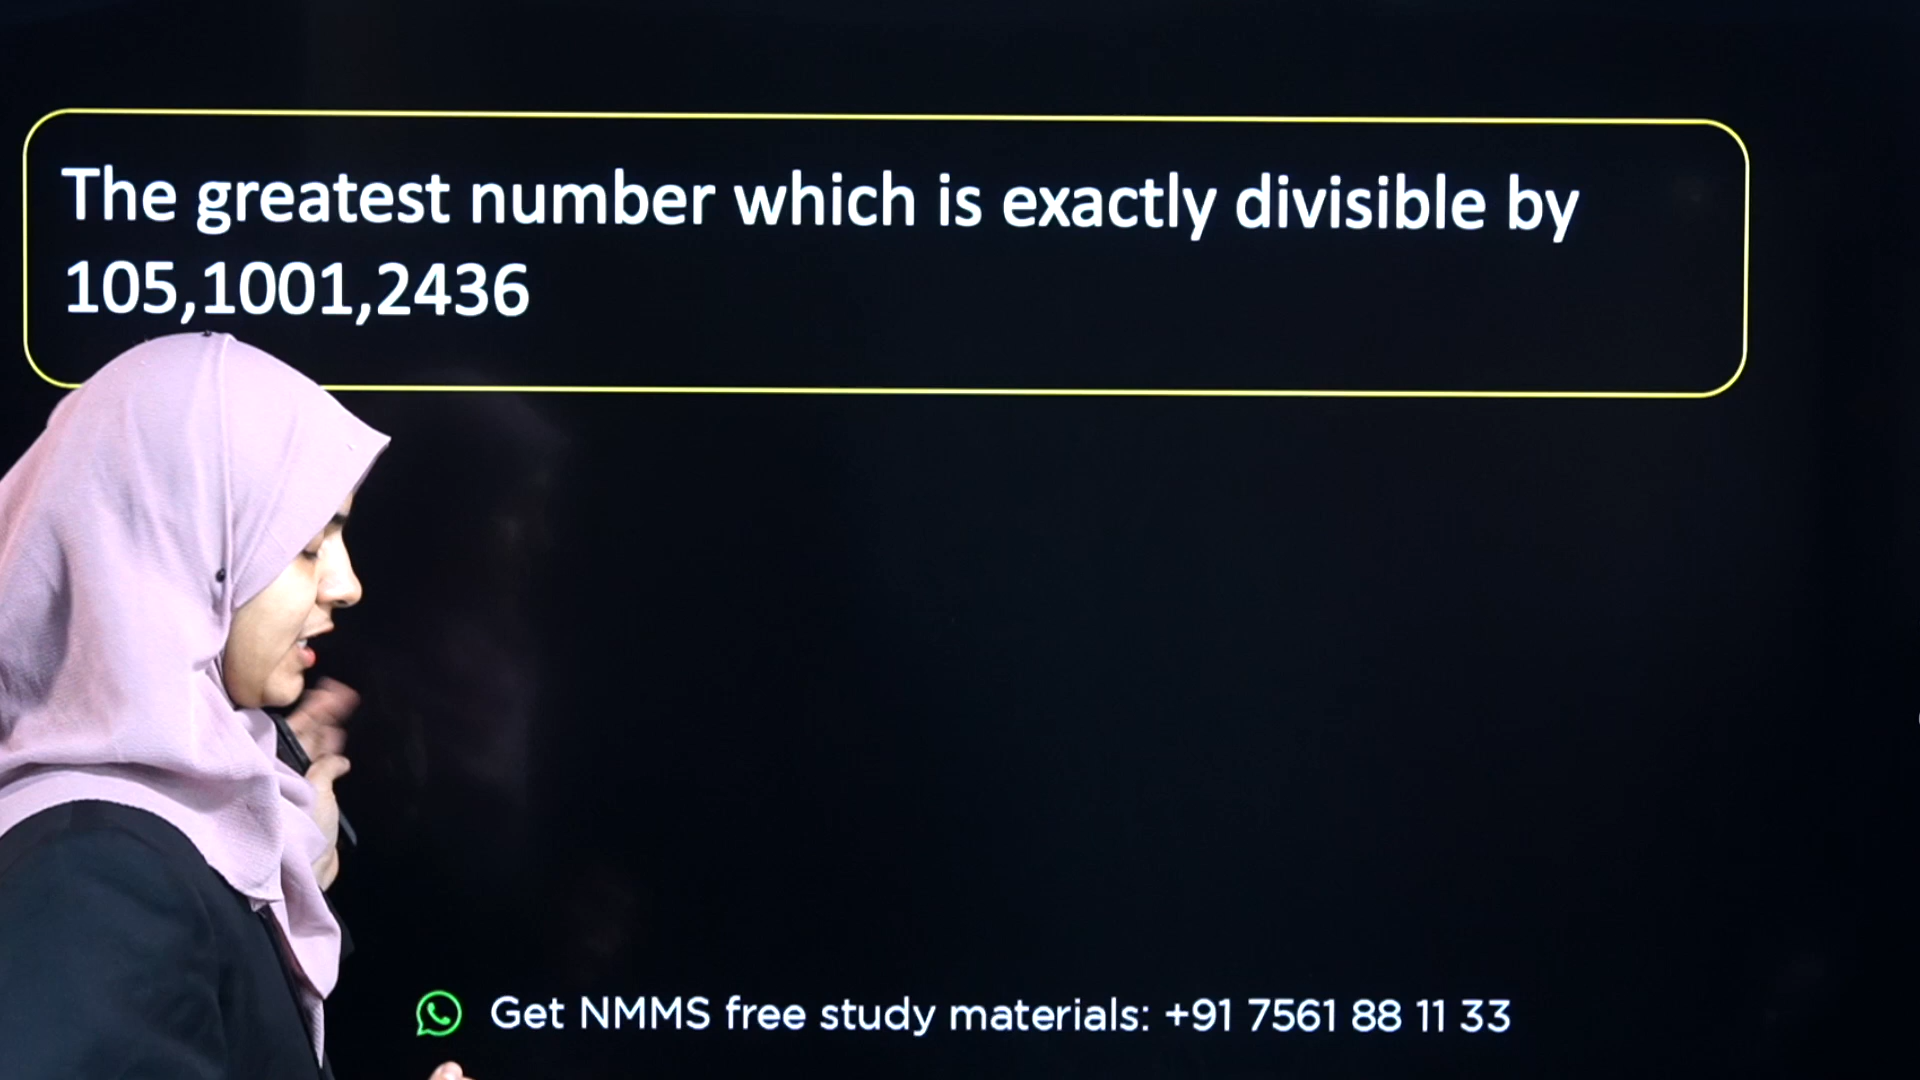 The greatest number which is exactly divisible by
105,1001,2436
Get NMMS free study materials: +91 7561 88 11 33